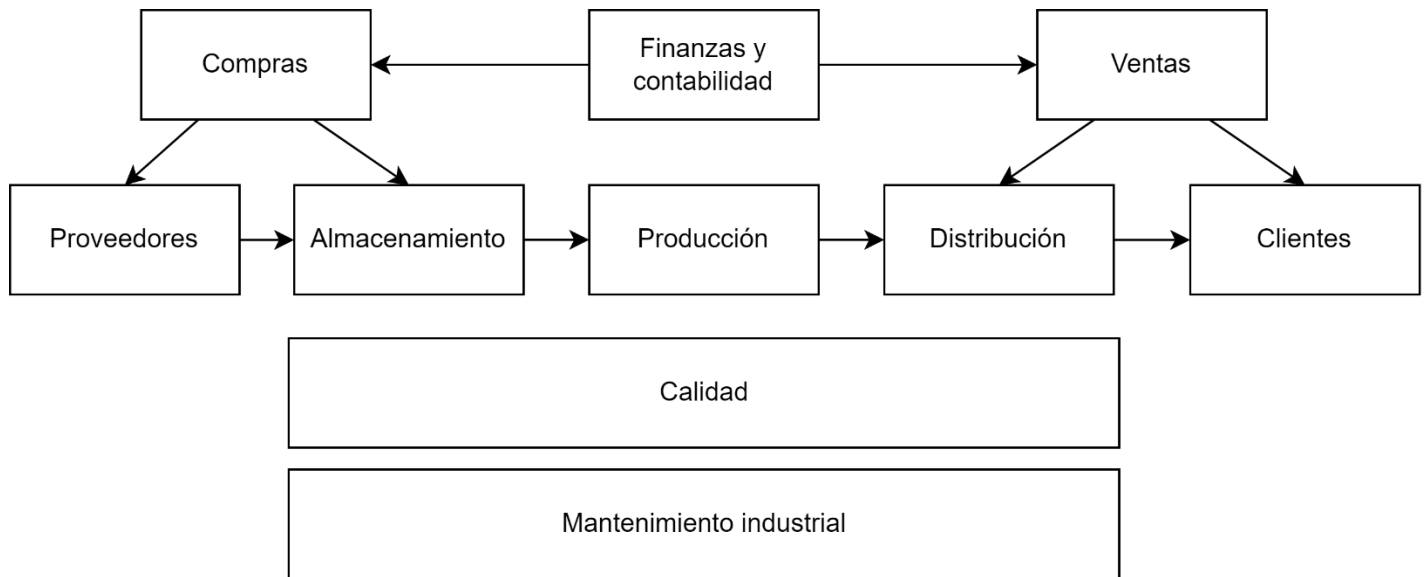 Compras
Finanzas y
contabilidad
Ventas
Proveedores
Almacenamiento
Producción
Distribución
Clientes
Calidad
Mantenimiento industrial